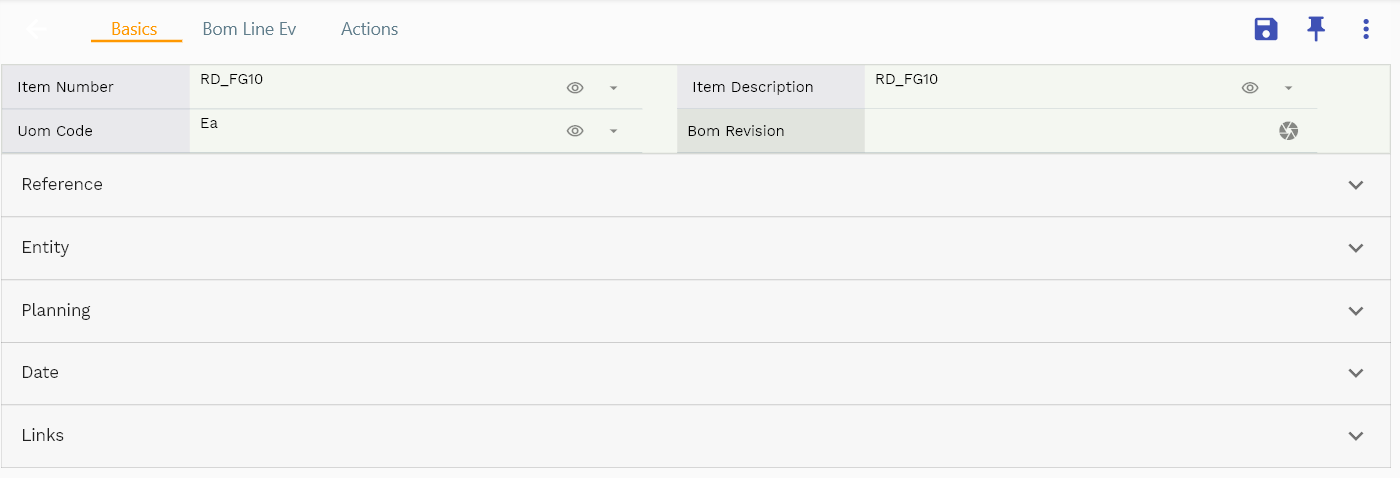 Basics Bom Line Ev Actions
Item Number RD_FG10 Item Description RD_FG10
Uom Code Ea Bom Revision
Reference
Entity
Planning
Date
Links